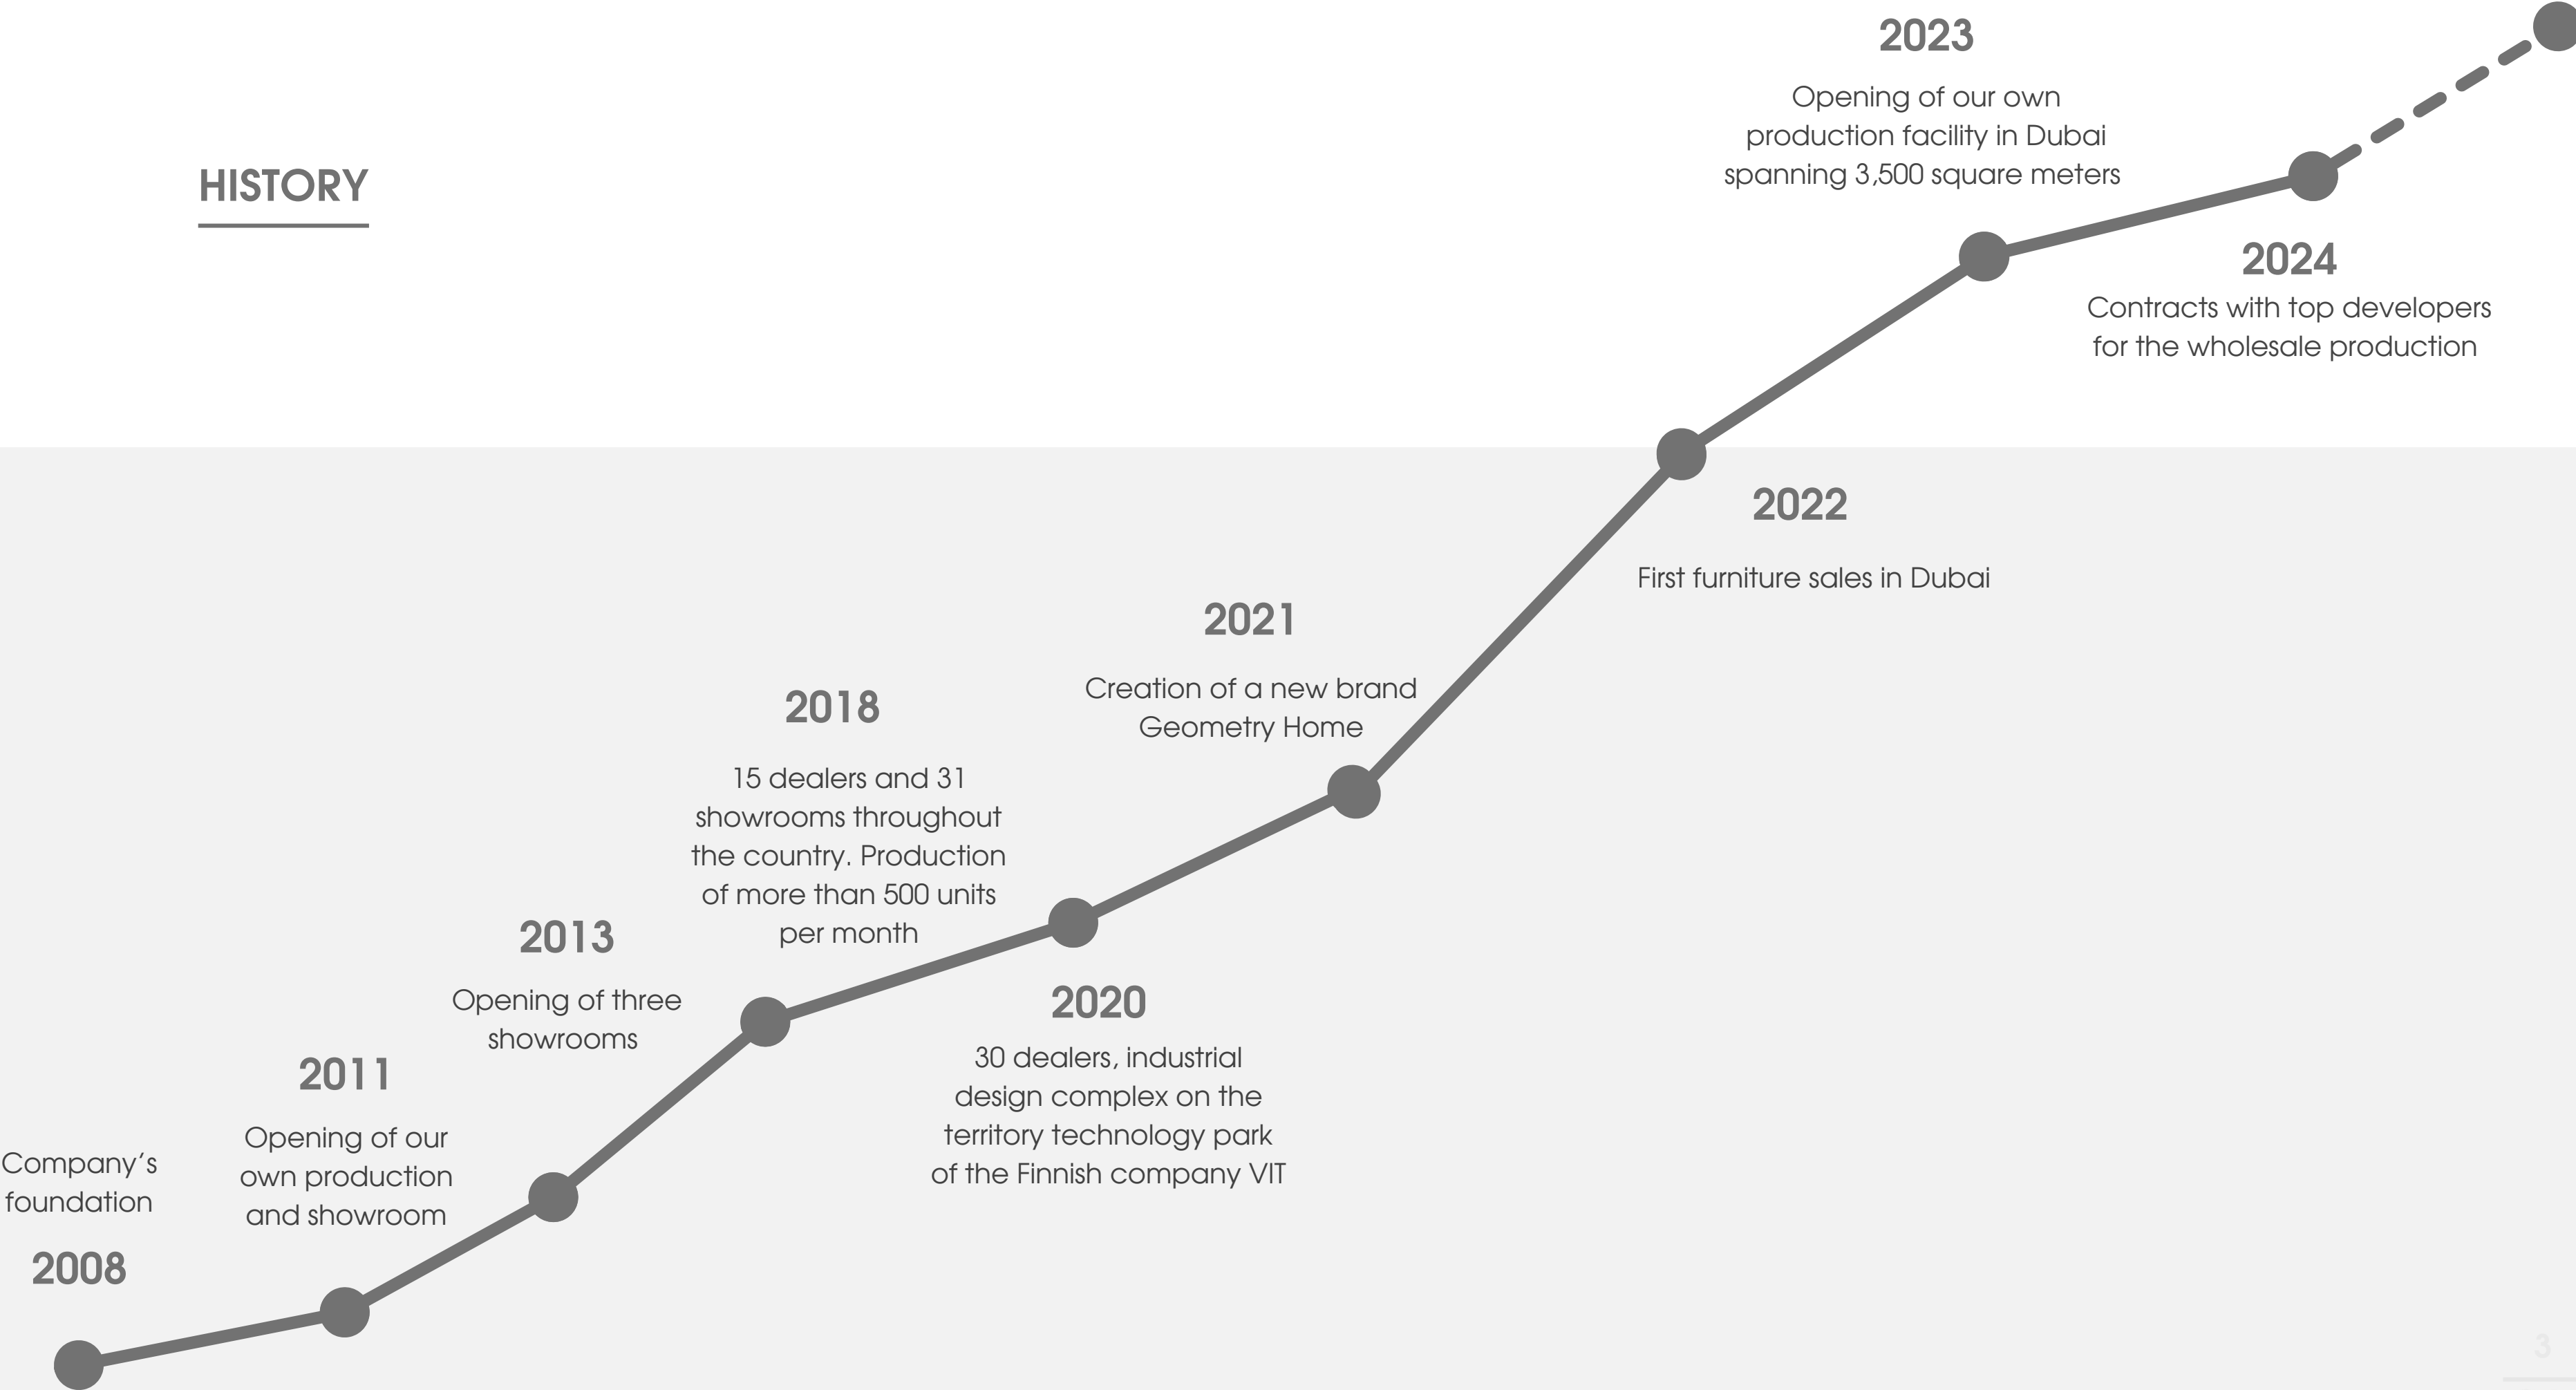 HISTORY
Company's
foundation
2008
2011
Opening of our
own production
and showroom
2013
Opening of three
showrooms
2018
15 dealers and 31
showrooms throughout
the country. Production
of more than 500 units
per month
2020
30 dealers, industrial
design complex on the
territory technology park
of the Finnish company VIT
2021
Creation of a new brand
Geometry Home
2022
First furniture sales in Dubai
2023
Opening of our own
production facility in Dubai
spanning 3,500 square meters
2024
Contracts with top developers
for the wholesale production
3